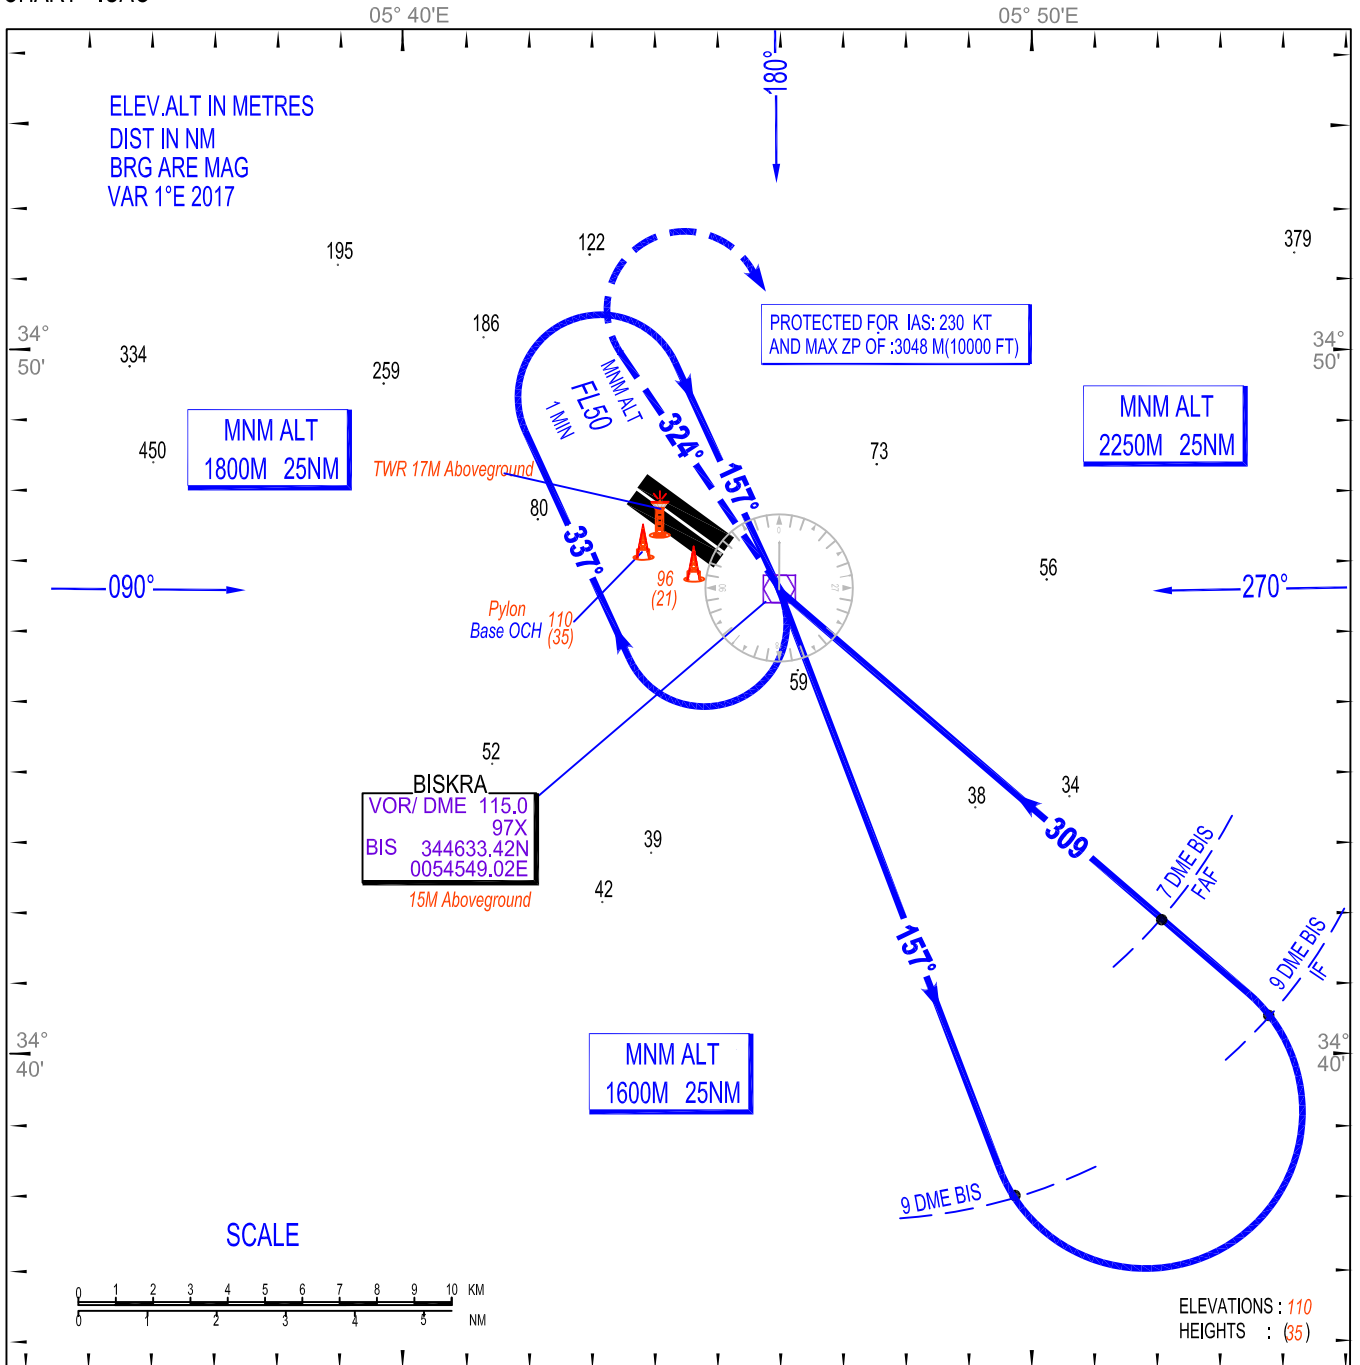 05° 40'E
05° 50'E
ELEV.ALT IN METRES
DIST IN NM
BRG ARE MAG
VAR 1°E 2017
180°
195
122
379
186
PROTECTED FOR IAS: 230 KT
AND MAX ZP OF :3048 M(10000 FT)
34°
50'
34°
50'
334
259
MNM ALT
FL50
1 MIN
MNM ALT
1800M 25NM
MNM ALT
2250M 25NM
450
324°
157°
73
TWR 17M Aboveground
80
337°
56
090°
270°
96
(21)
Pylon
Base OCH
110
(35)
59
52
BISKRA
VOR/ DME 115.0
97X
BIS 344633.42N
0054549.02E
15M Aboveground
34
38
309
39
42
7 DME BIS
FAF
9 DME BIS
IF
157°
34°
40'
34°
40'
MNM ALT
1600M 25NM
9 DME BIS
SCALE
0 1 2 3 4 5 6 7 8 9 10 KM
0 1 2 3 4 5 NM
ELEVATIONS : 110
HEIGHTS : (35)